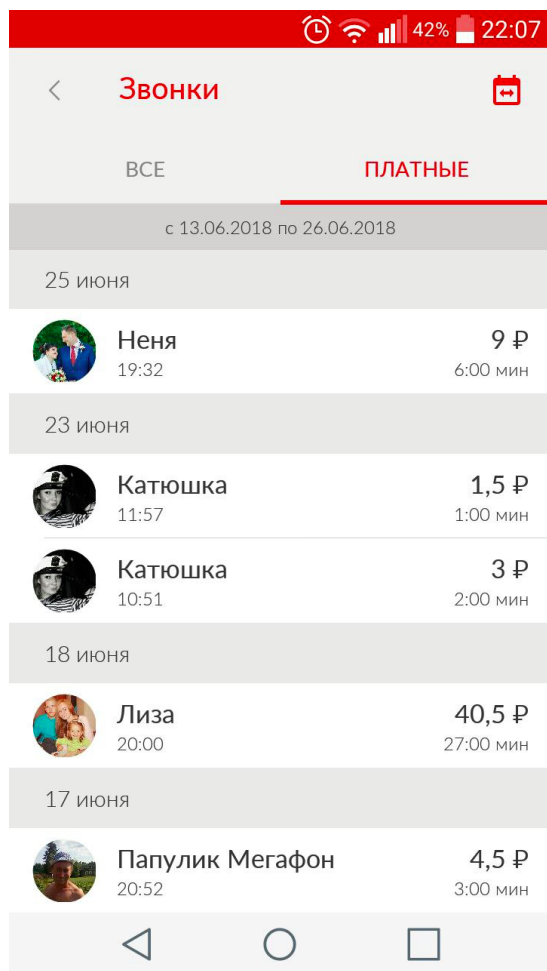 42% 22:07
Звонки
ВСЕ ПЛАТНЫЕ
с 13.06.2018 по 26.06.2018
25 июня
Неня 9 ₽
19:32 6:00 мин
23 июня
Катюшка 1,5 ₽
11:57 1:00 мин
Катюшка 3 ₽
10:51 2:00 мин
18 июня
Лиза 40,5 ₽
20:00 27:00 мин
17 июня
Папулик Мегафон 4,5 ₽
20:52 3:00 мин